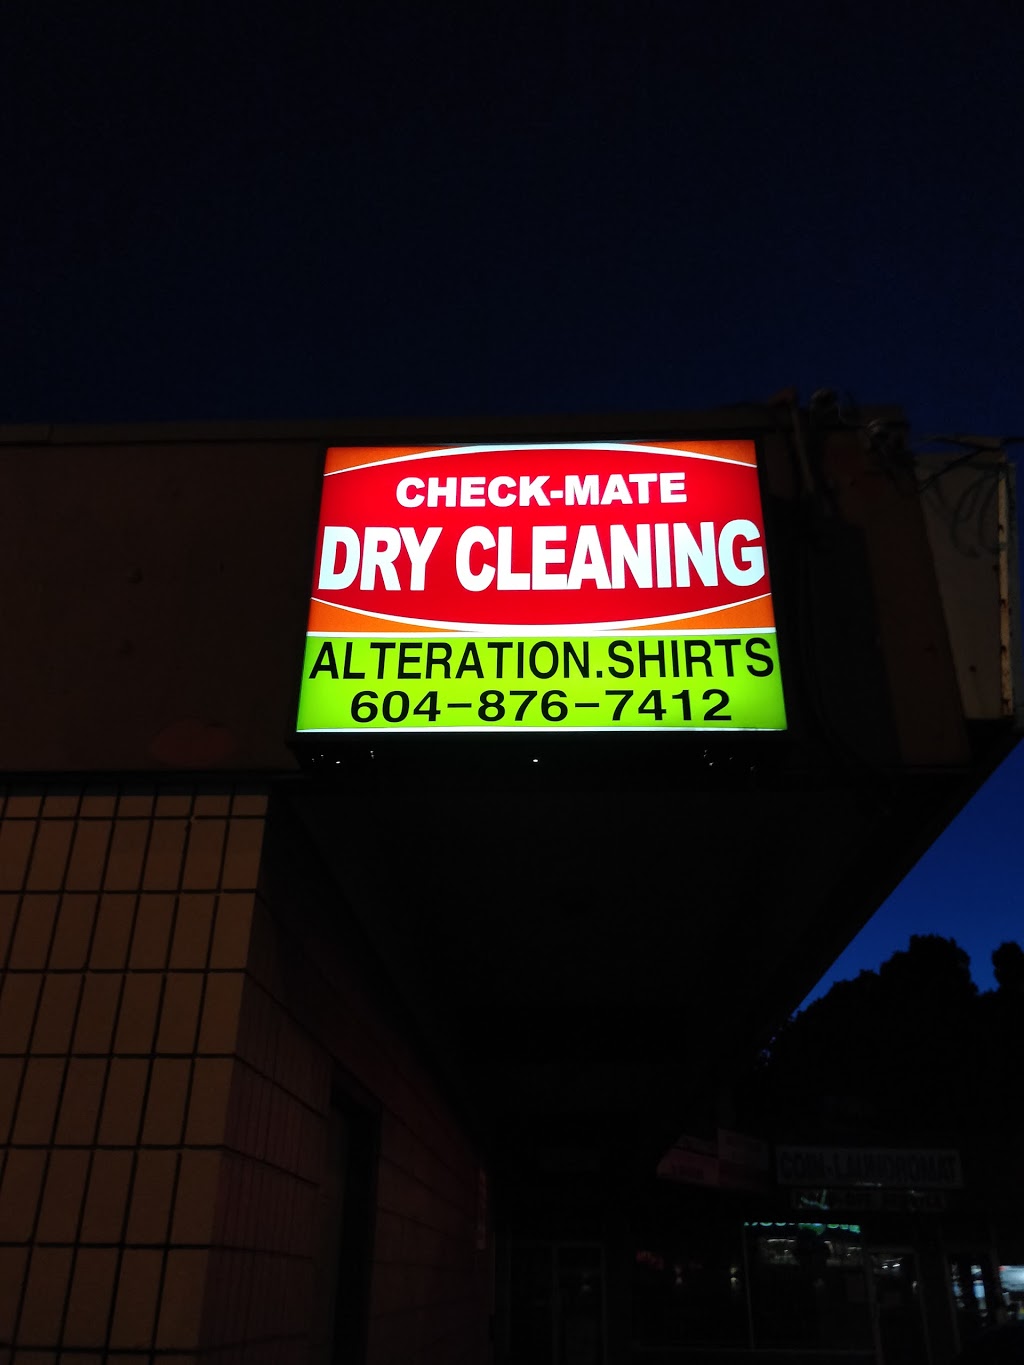 CHECK-MATE
DRY CLEANING
ALTERATION.SHIRTS
604-876-7412
COIN-LAUNDROMAT